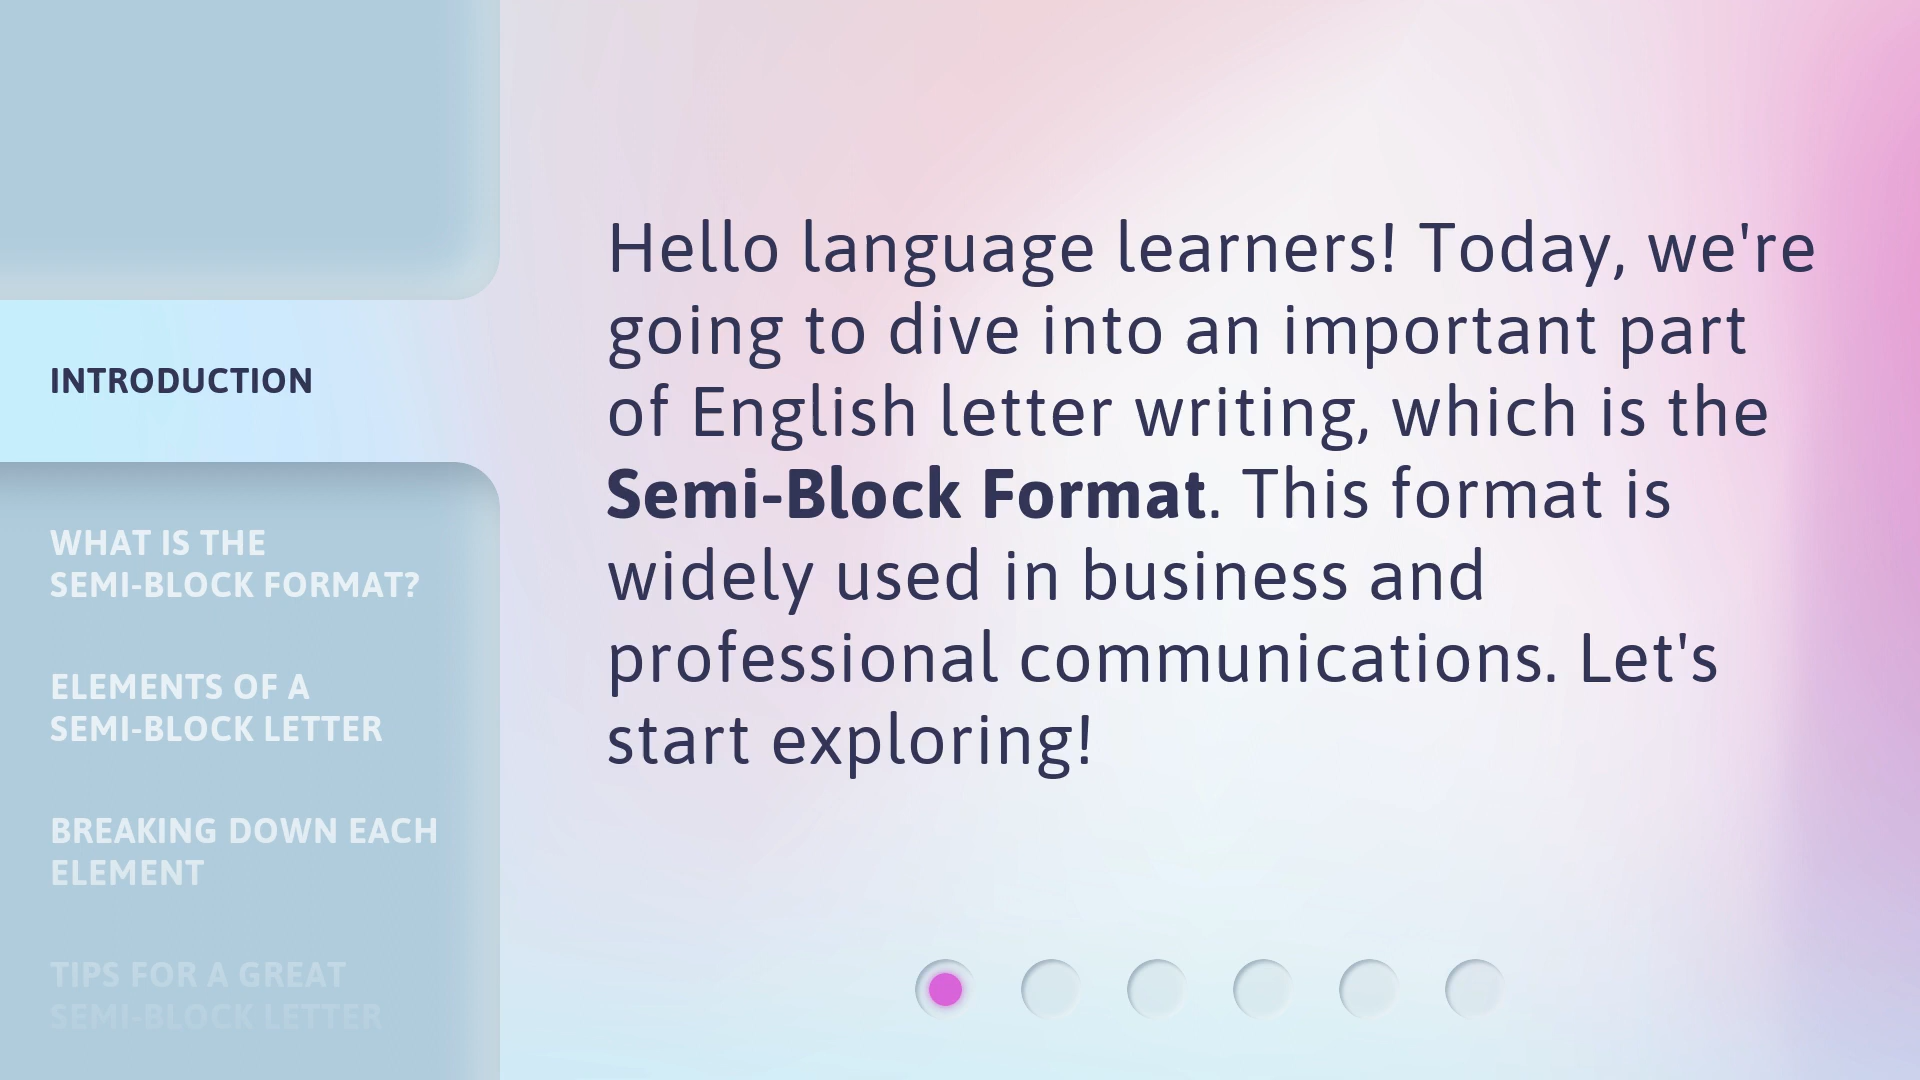 INTRODUCTION
WHAT IS THE
SEMI-BLOCK FORMAT?
ELEMENTS OF A
SEMI-BLOCK LETTER
BREAKING DOWN EACH
ELEMENT
TIPS FOR A GREAT
SEMI-BLOCK LETTER
Hello language learners! Today, we're
going to dive into an important part
of English letter writing, which is the
Semi-Block Format. This format is
widely used in business and
professional communications. Let's
start exploring!